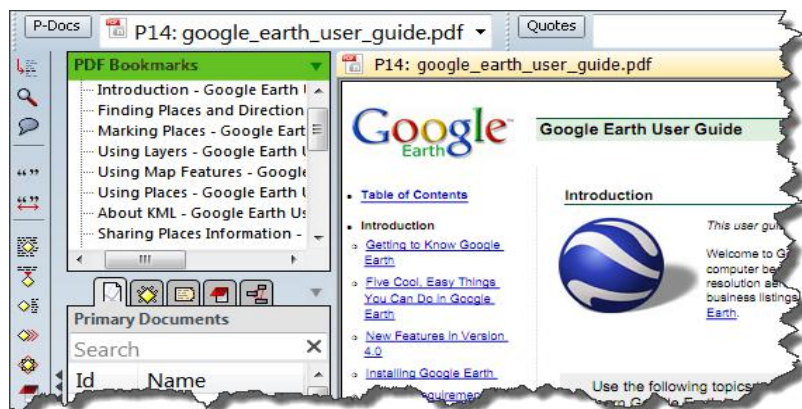 P-Docs P14: google_earth_user_guide.pdf Quotes
PDF Bookmarks
Introduction - Google Earth
Finding Places and Direction
Marking Places - Google Eart
Using Layers - Google Earth
Using Map Features - Google
Using Places - Google Earth
About KML - Google Earth Us
Sharing Places Information -
Primary Documents
Search
Id Name
P14: google_earth_user_guide.pdf
Google™
Earth
Google Earth User Guide
Table of Contents
Introduction
Getting to Know Google
Earth
Five Cool, Easy Things
You Can Do in Google
Earth
New Features in Version
4.0
Installing Google Earth
Introduction
This user gui
Welcome to G
computer be
resolution ae
business listings
Earth.
Use the following topics